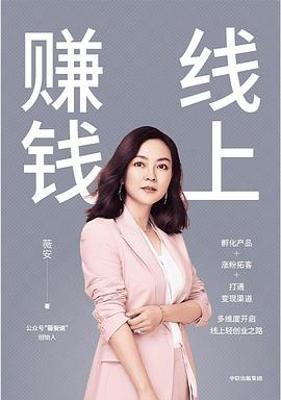 线上
赚钱
薇安
著
公众号“薇安说”
创始人
孵化产品
+
涨粉拓客
+
打通
变现渠道
多维度开启
线上轻创业之路
中信出版集团